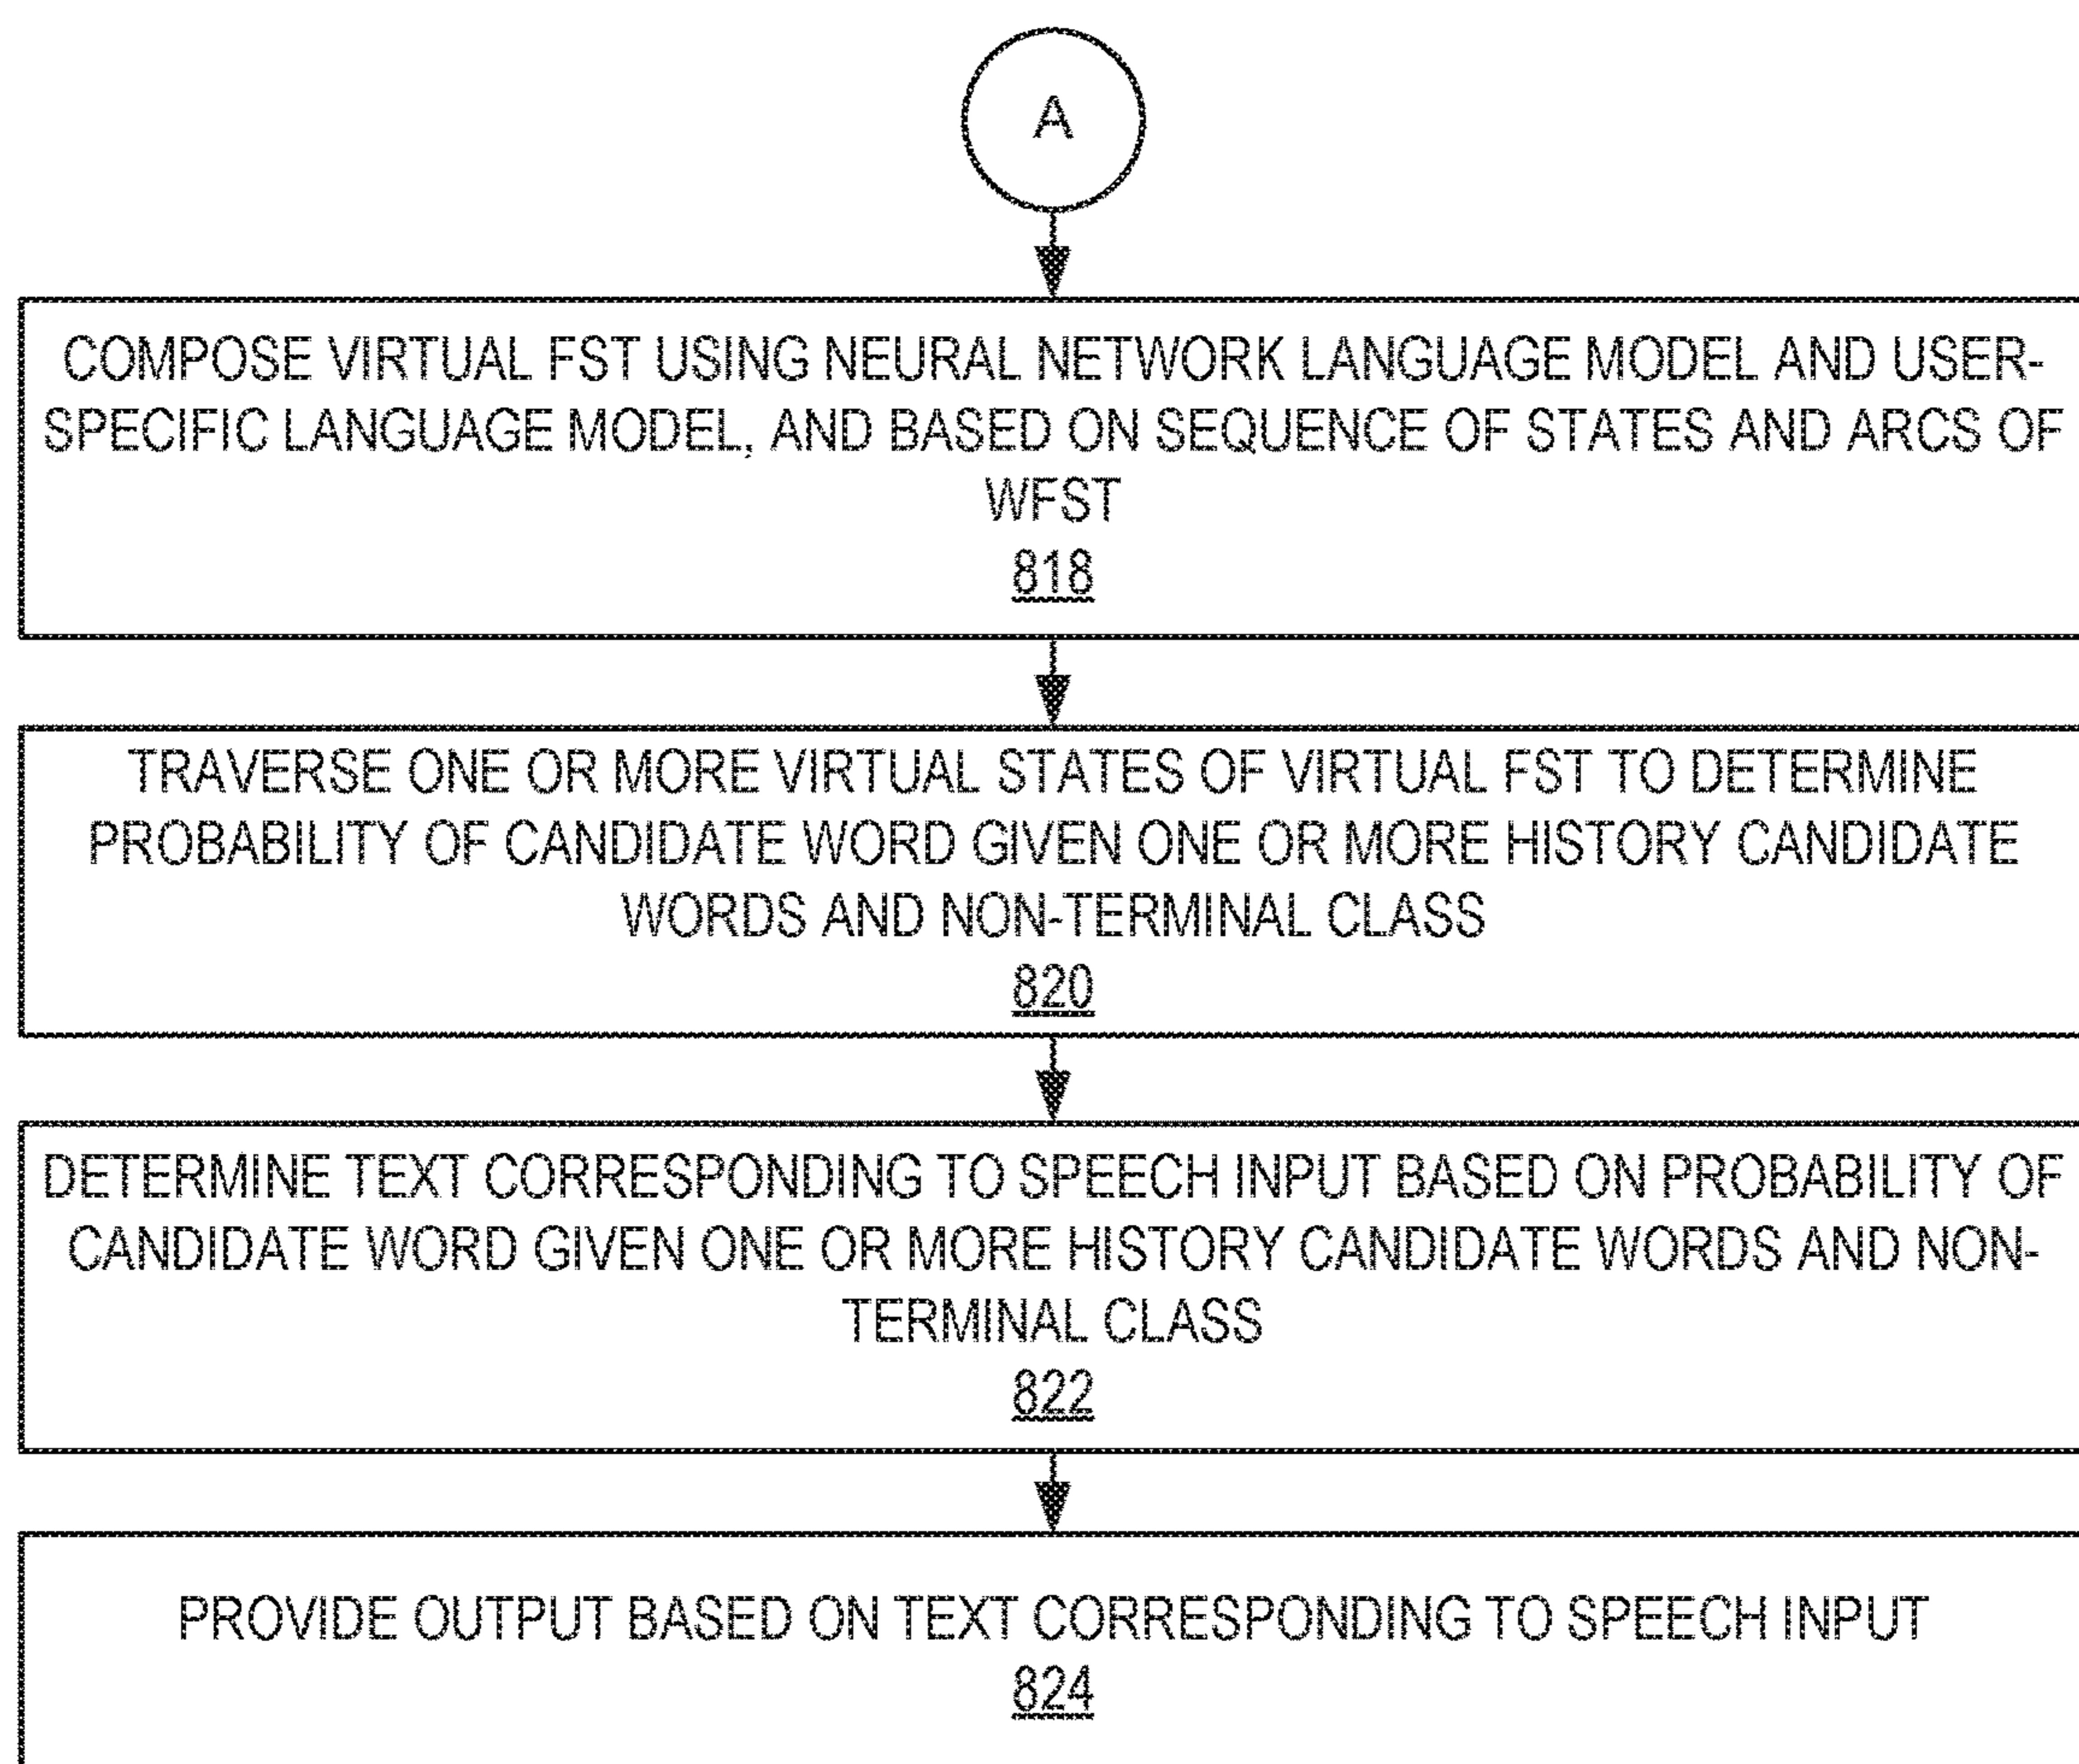 A
COMPOSE VIRTUAL FST USING NEURAL NETWORK LANGUAGE MODEL AND USER-
SPECIFIC LANGUAGE MODEL, AND BASED ON SEQUENCE OF STATES AND ARCS OF
WFST
818
TRAVERSE ONE OR MORE VIRTUAL STATES OF VIRTUAL FST TO DETERMINE
PROBABILITY OF CANDIDATE WORD GIVEN ONE OR MORE HISTORY CANDIDATE
WORDS AND NON-TERMINAL CLASS
820
DETERMINE TEXT CORRESPONDING TO SPEECH INPUT BASED ON PROBABILITY OF
CANDIDATE WORD GIVEN ONE OR MORE HISTORY CANDIDATE WORDS AND NON-
TERMINAL CLASS
822
PROVIDE OUTPUT BASED ON TEXT CORRESPONDING TO SPEECH INPUT
824